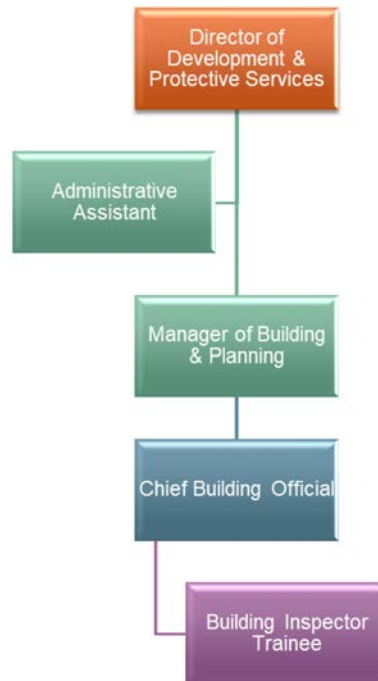 Director of
Development &
Protective Services
Administrative
Assistant
Manager of Building
& Planning
Chief Building Official
Building Inspector
Trainee